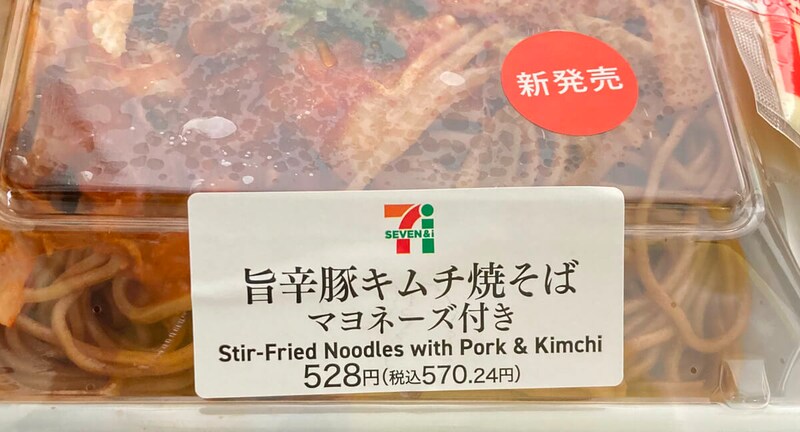 新発売
SEVEN&i
旨辛豚キムチ焼そば
マヨネーズ付き
Stir-Fried Noodles with Pork & Kimchi
528円(税込570.24円)